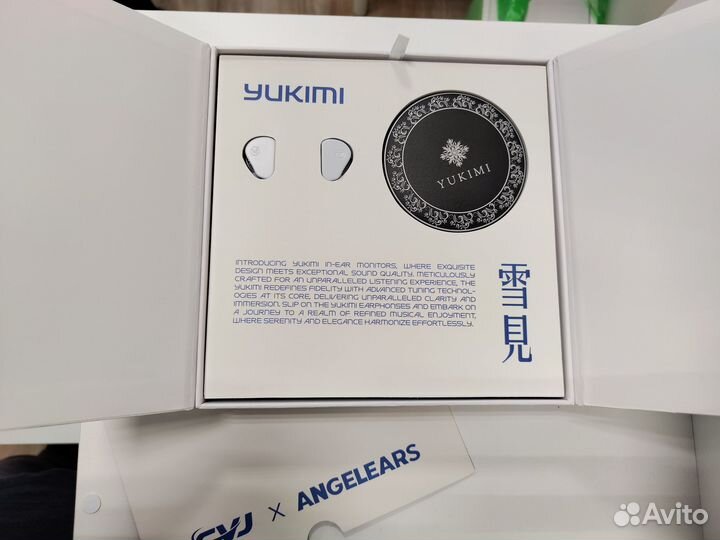 YUKIMI
YUKIMI
INTRODUCING YUKIMI IN-EAR MONITORS, WHERE EXQUISITE
DESIGN MEETS EXCEPTIONAL SOUND QUALITY. METICULOUSLY
CRAFTED FOR AN UNPARALLELED LISTENING EXPERIENCE, THE
YUKIMI REDEFINES FIDELITY WITH ADVANCED TUNING TECHNOL-
OGIES AT ITS CORE, DELIVERING UNPARALLELED CLARITY AND
IMMERSION. SLIP ON THE YUKIMI EARPHONSES AND EMBARK ON
A JOURNEY TO A REALM OF REFINED MUSICAL ENJOYMENT,
WHERE SERENITY AND ELEGANCE HARMONIZE EFFORTLESSLY.
雪見
CVJ × ANGELEARS
Avito